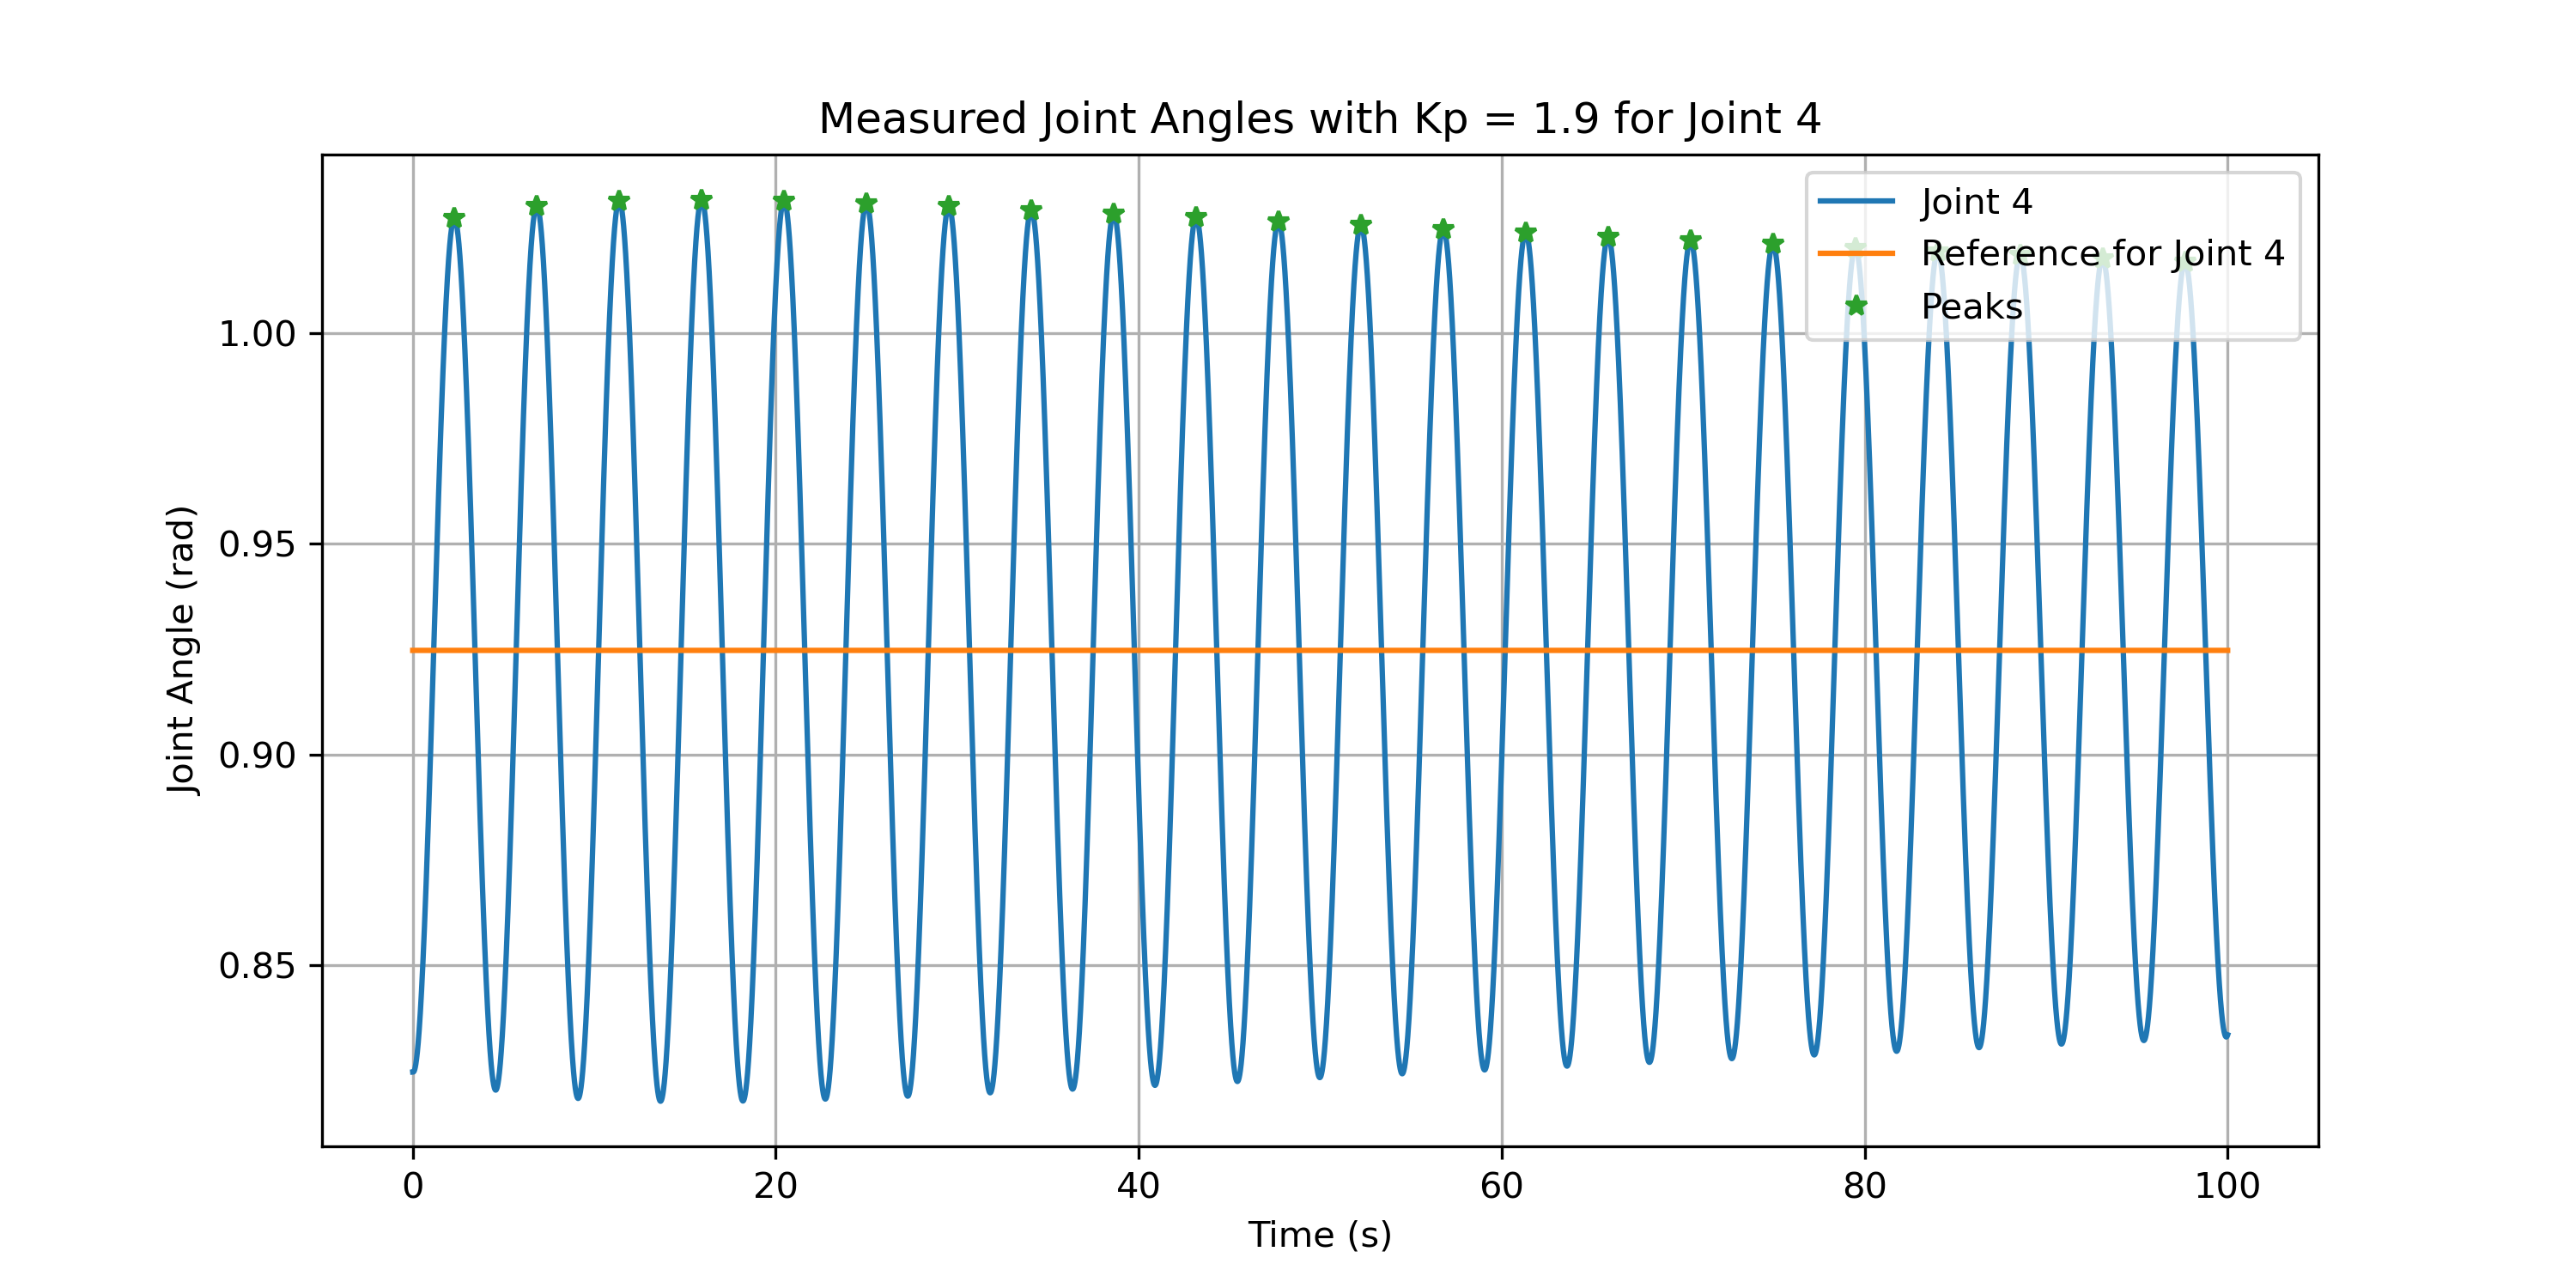 Measured Joint Angles with Kp = 1.9 for Joint 4
Joint 4
Reference for Joint 4
Peaks
1.00
0.95
0.90
0.85
Joint Angle (rad)
0 20 40 60 80 100
Time (s)